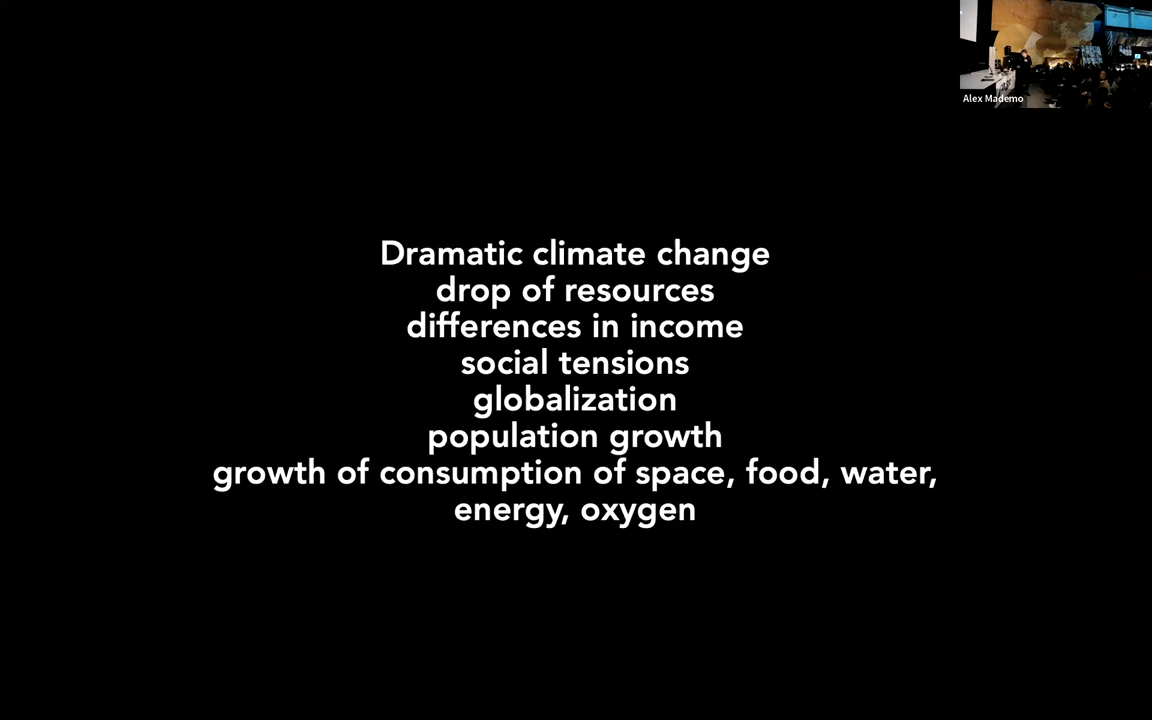 Alex Mademo
Dramatic climate change
drop of resources
differences in income
social tensions
globalization
population growth
growth of consumption of space, food, water,
energy, oxygen